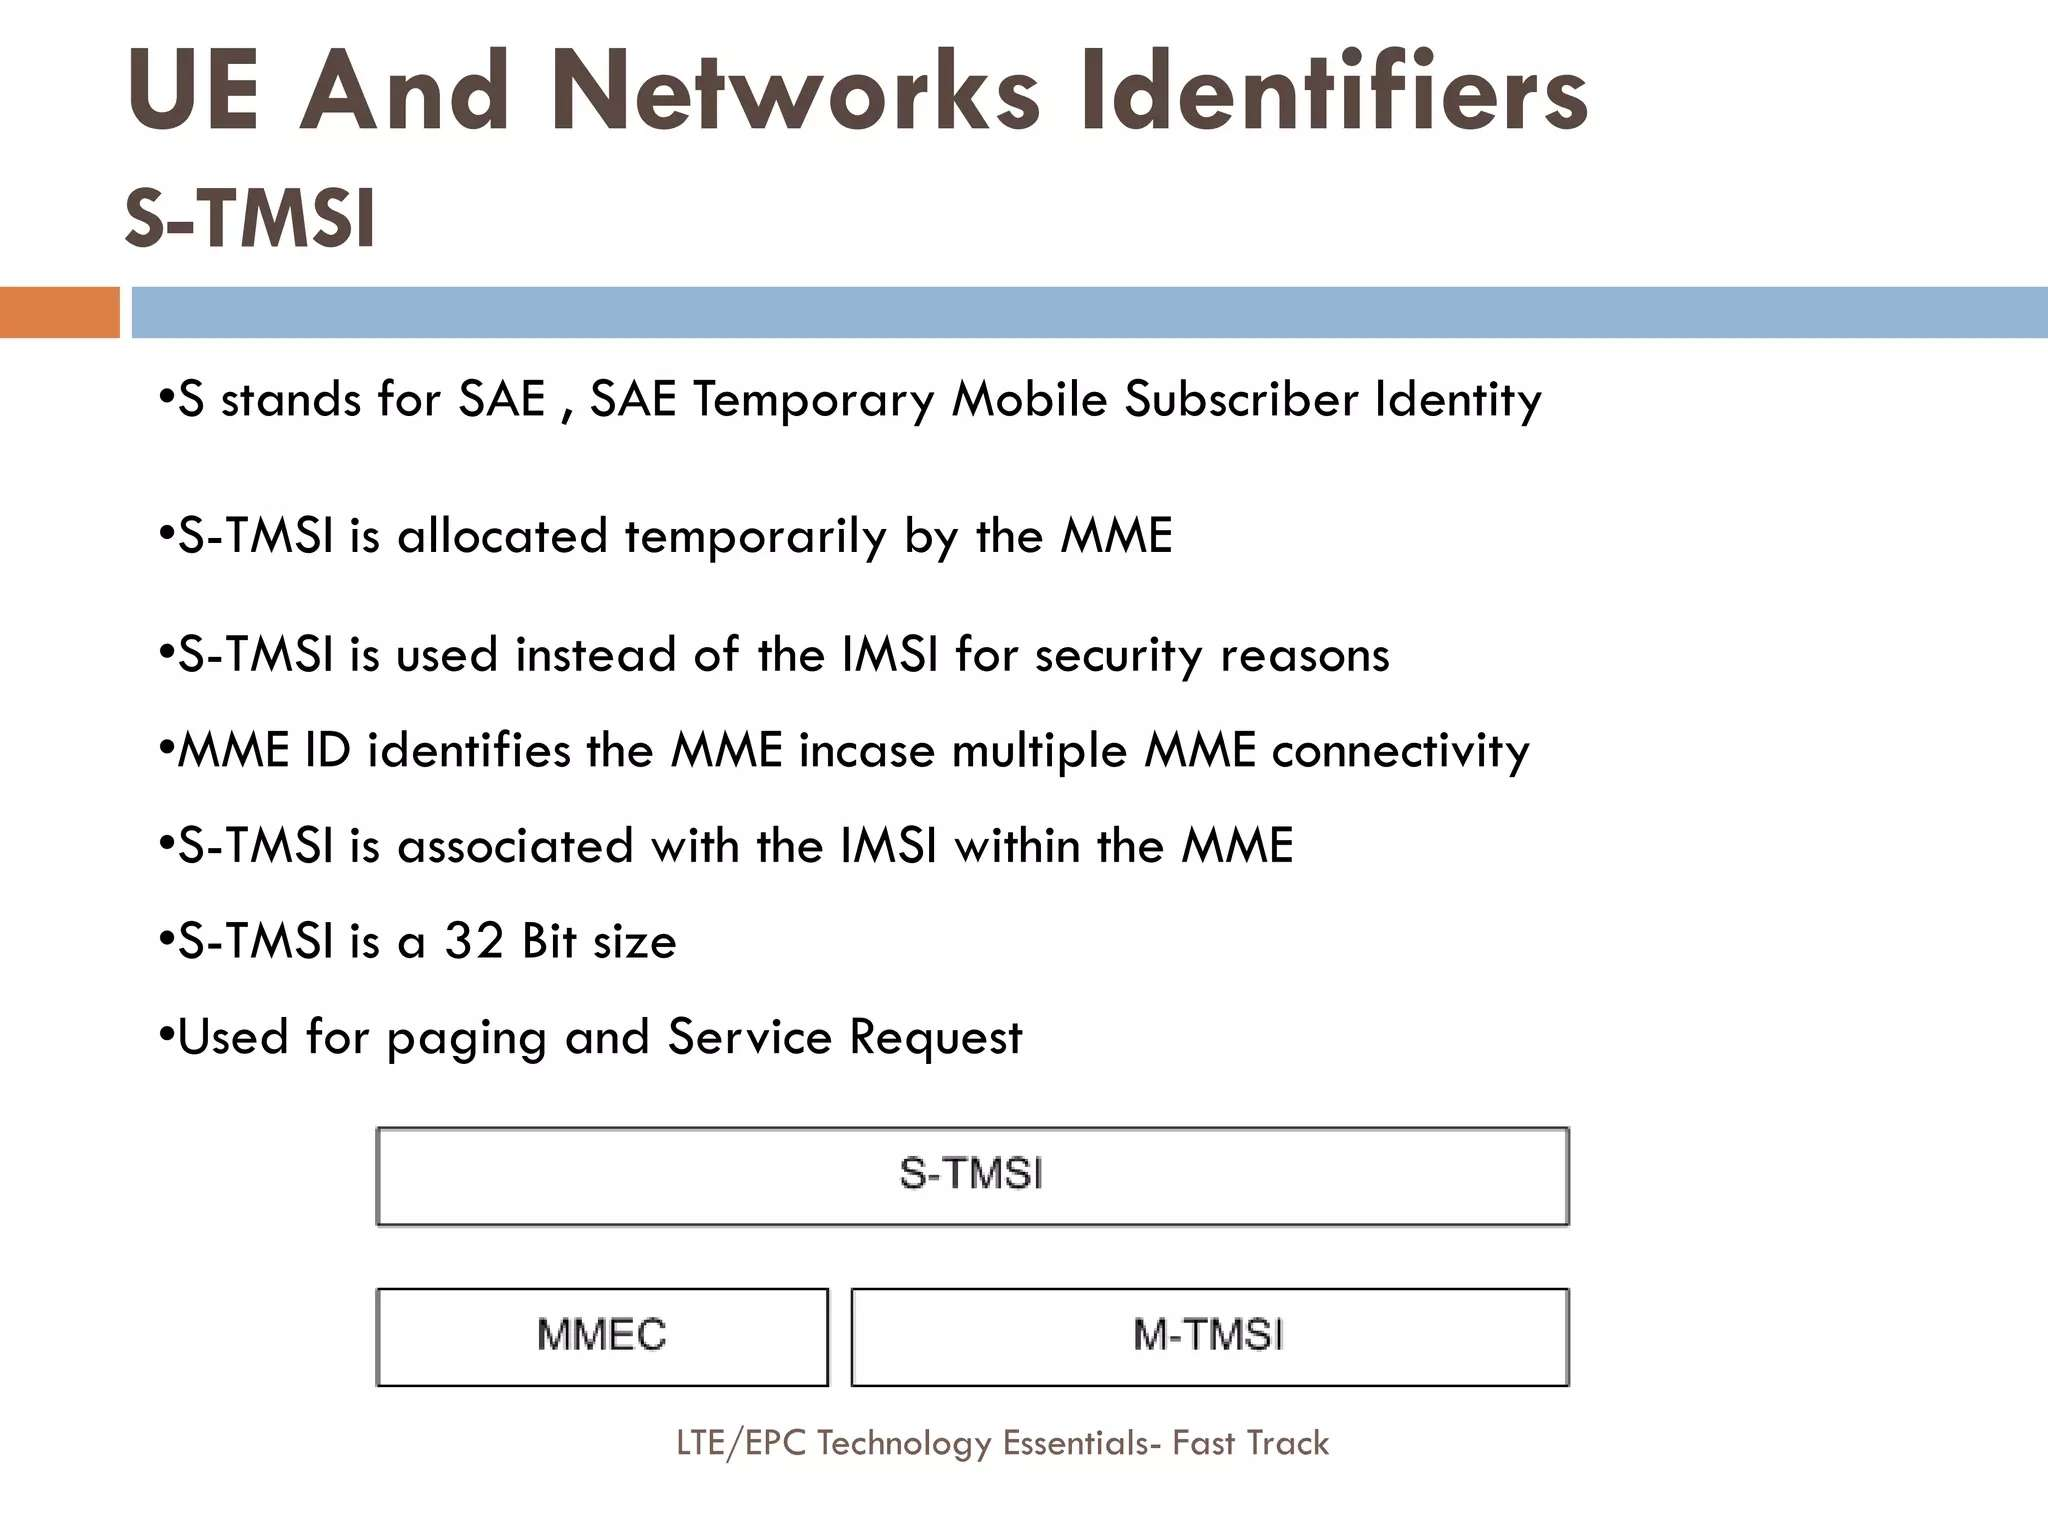 UE And Networks Identifiers
S-TMSI
•S stands for SAE , SAE Temporary Mobile Subscriber Identity
•S-TMSI is allocated temporarily by the MME
•S-TMSI is used instead of the IMSI for security reasons
•MME ID identifies the MME incase multiple MME connectivity
•S-TMSI is associated with the IMSI within the MME
•S-TMSI is a 32 Bit size
•Used for paging and Service Request
S-TMSI
MMEC M-TMSI
LTE/EPC Technology Essentials- Fast Track